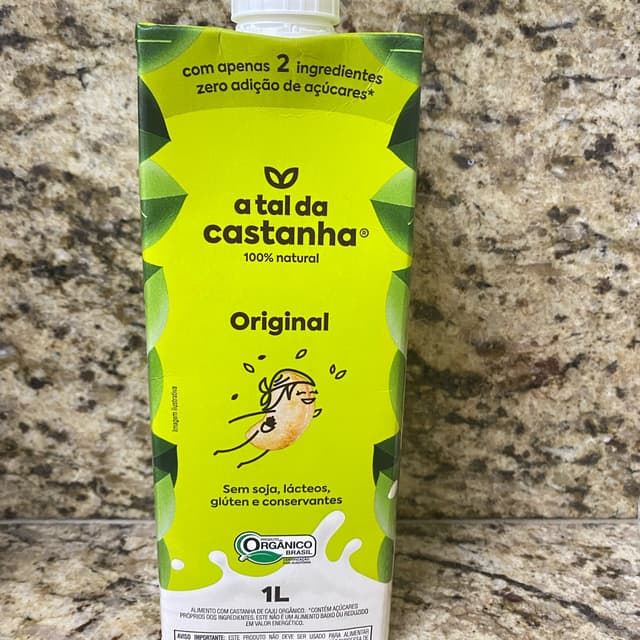 com apenas 2 ingredientes
zero adição de açúcares*
a tal da
castanha®
100% natural
Original
Imagem ilustrativa
Sem soja, lácteos,
glúten e conservantes
PRODUTO
ORGÂNICO
BRASIL
1L
ALIMENTO COM CASTANHA DE CAJU ORGÂNICO. *CONTÉM AÇÚCARES
PRÓPRIOS DOS INGREDIENTES. ESTE NÃO É UM ALIMENTO BAIXO OU REDUZIDO
EM VALOR ENERGÉTICO.
AVISO IMPORTANTE: ESTE PRODUTO NÃO DEVE SER USADO PARA ALIMENTAR